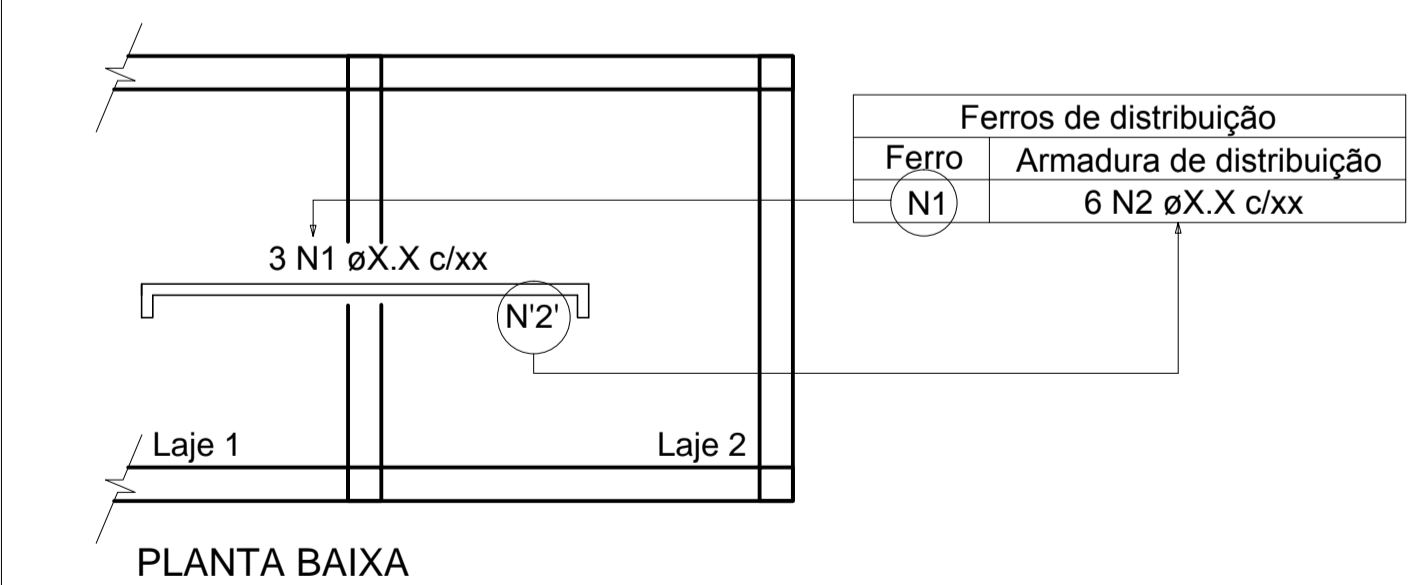 Ferros de distribuição
Ferro Armadura de distribuição
N1 6 N2 øX.X c/xx
3 N1 øX.X c/xx
N'2'
Laje 1 Laje 2
PLANTA BAIXA